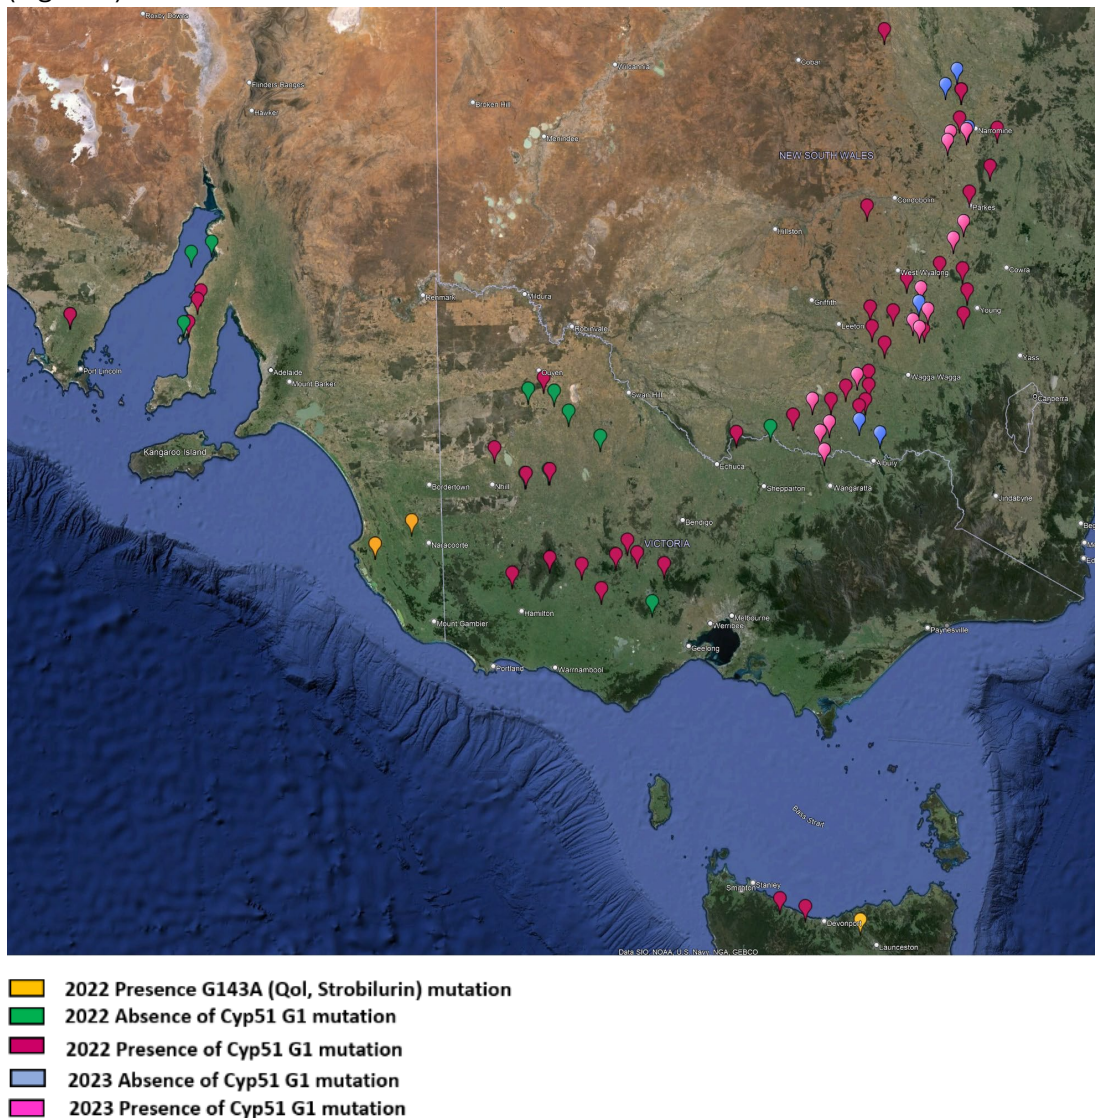 Roxby Downs
Cobar
Wilcannia
Flinders Ranges
Broken Hill
Hawker
Narromine
Menindee
NEW SOUTH WALES
Condobolin
Parkes
Hillston
West Wyalong
Cowra
Renmark
Mildura
Griffith
Young
Leeton
Robinvale
Yass
Port Lincoln
Adelaide
Ouyen
Mount Barker
Wagga Wagga
Swan Hill
Canberra
Kangaroo Island
Echuca
Albury
Bordertown
Nhill
Shepparton
Wangaratta
Jindabyne
Bendigo
Naracoorte
VICTORIA
Hamilton
Melbourne
Mount Gambier
Werribee
Paynesville
Geelong
Portland
Warrnambool
Bass Strait
Smithton
Stanley
Devonport
Launceston
Data SIO, NOAA, U.S. Navy, NGA, GEBCO
2022 Presence G143A (QoI, Strobilurin) mutation
2022 Absence of Cyp51 G1 mutation
2022 Presence of Cyp51 G1 mutation
2023 Absence of Cyp51 G1 mutation
2023 Presence of Cyp51 G1 mutation